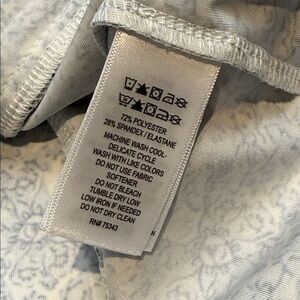 72% POLYESTER
28% SPANDEX / ELASTANE
MACHINE WASH COOL-
DELICATE CYCLE
WASH WITH LIKE COLORS
DO NOT USE FABRIC
SOFTENER
DO NOT BLEACH
TUMBLE DRY LOW
LOW IRON IF NEEDED
DO NOT DRY CLEAN
RN# 75343
N